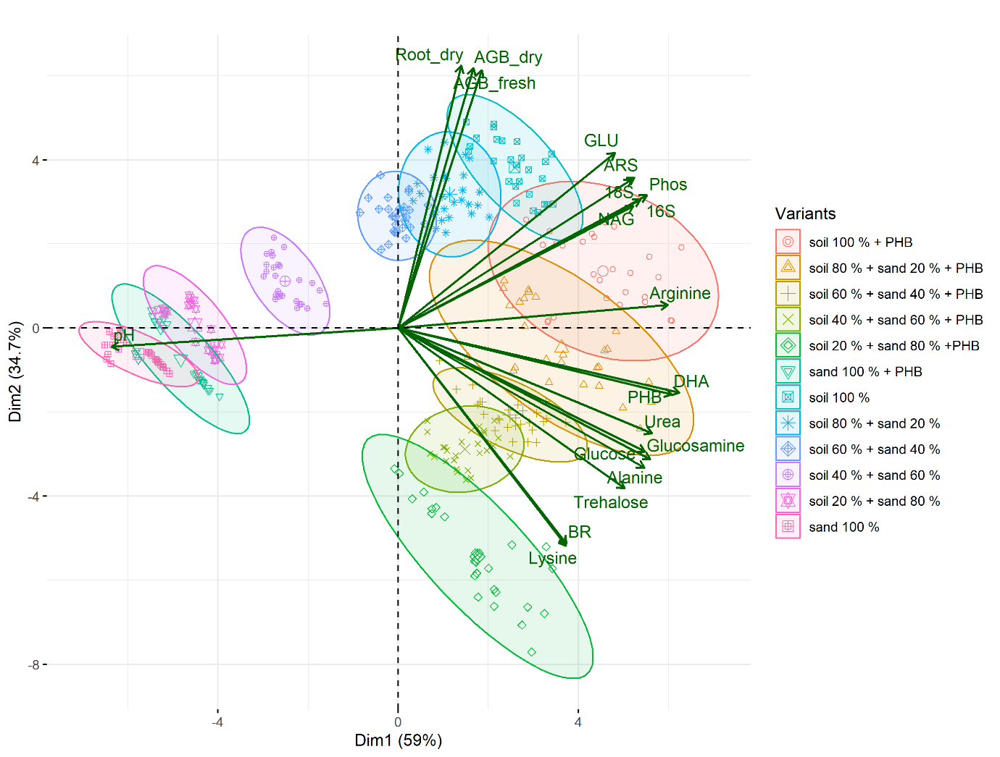 Root_dry
AGB_dry
AGB_fresh
GLU
ARS
Phos
18S
16S
NAG
Arginine
pH
DHA
PHB
Urea
Glucosamine
Glucose
Alanine
Trehalose
BR
Lysine
4
0
-4
-8
-4
0
4
Dim1 (59%)
Dim2 (34.7%)
Variants
soil 100 % + PHB
soil 80 % + sand 20 % + PHB
soil 60 % + sand 40 % + PHB
soil 40 % + sand 60 % + PHB
soil 20 % + sand 80 % +PHB
sand 100 % + PHB
soil 100 %
soil 80 % + sand 20 %
soil 60 % + sand 40 %
soil 40 % + sand 60 %
soil 20 % + sand 80 %
sand 100 %